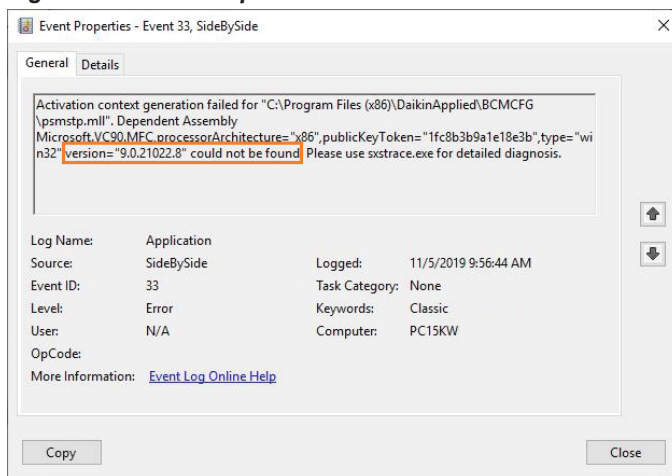 Event Properties - Event 33, SideBySide
General Details
Activation context generation failed for "C:\Program Files (x86)\DaikinApplied\BCMCFG
\psmstp.mll". Dependent Assembly
Microsoft.VC90.MFC,processorArchitecture="x86",publicKeyToken="1fc8b3b9a1e18e3b",type="wi
n32",version="9.0.21022.8" could not be found. Please use sxstrace.exe for detailed diagnosis.
Log Name: Application
Source: SideBySide Logged: 11/5/2019 9:56:44 AM
Event ID: 33 Task Category: None
Level: Error Keywords: Classic
User: N/A Computer: PC15KW
OpCode:
More Information: Event Log Online Help
Copy Close